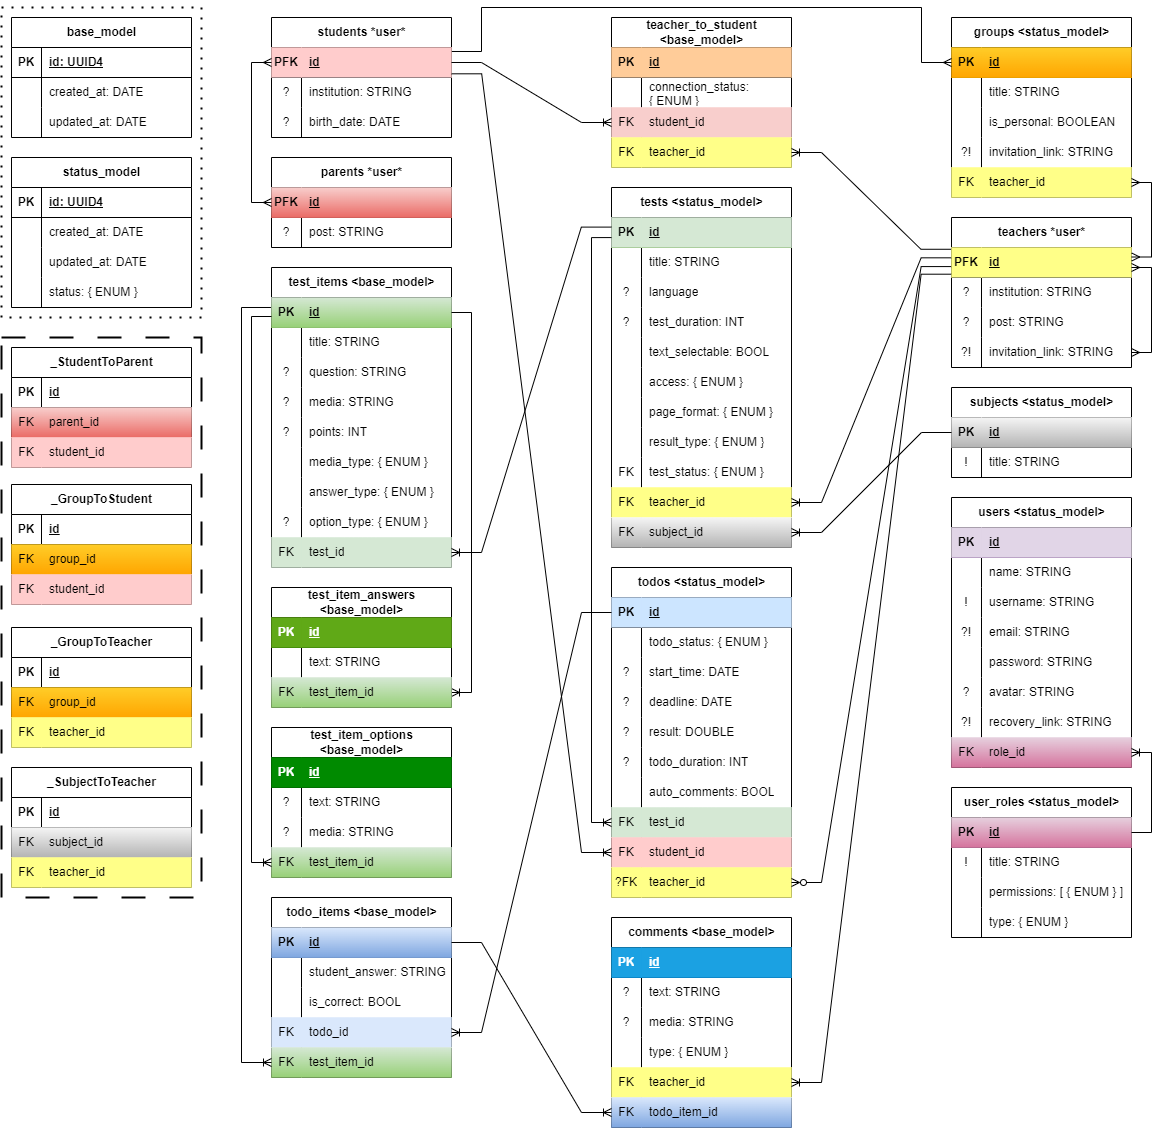 base_model
PK id: UUID4
created_at: DATE
updated_at: DATE
status_model
PK id: UUID4
created_at: DATE
updated_at: DATE
status: { ENUM }
_StudentToParent
PK id
FK parent_id
FK student_id
_GroupToStudent
PK id
FK group_id
FK student_id
_GroupToTeacher
PK id
FK group_id
FK teacher_id
_SubjectToTeacher
PK id
FK subject_id
FK teacher_id
students *user*
PFK id
? institution: STRING
? birth_date: DATE
parents *user*
PFK id
? post: STRING
test_items <base_model>
PK id
title: STRING
? question: STRING
? media: STRING
? points: INT
media_type: { ENUM }
answer_type: { ENUM }
? option_type: { ENUM }
FK test_id
test_item_answers
<base_model>
PK id
text: STRING
FK test_item_id
test_item_options
<base_model>
PK id
? text: STRING
? media: STRING
FK test_item_id
todo_items <base_model>
PK id
student_answer: STRING
is_correct: BOOL
FK todo_id
FK test_item_id
teacher_to_student
<base_model>
PK id
connection_status:
{ ENUM }
FK student_id
FK teacher_id
tests <status_model>
PK id
title: STRING
? language
? test_duration: INT
text_selectable: BOOL
access: { ENUM }
page_format: { ENUM }
result_type: { ENUM }
FK test_status: { ENUM }
FK teacher_id
FK subject_id
todos <status_model>
PK id
todo_status: { ENUM }
? start_time: DATE
? deadline: DATE
? result: DOUBLE
? todo_duration: INT
auto_comments: BOOL
FK test_id
FK student_id
?FK teacher_id
comments <base_model>
PK id
? text: STRING
? media: STRING
type: { ENUM }
FK teacher_id
FK todo_item_id
groups <status_model>
PK id
title: STRING
is_personal: BOOLEAN
?! invitation_link: STRING
FK teacher_id
teachers *user*
PFK id
? institution: STRING
? post: STRING
?! invitation_link: STRING
subjects <status_model>
PK id
! title: STRING
users <status_model>
PK id
name: STRING
! username: STRING
?! email: STRING
password: STRING
? avatar: STRING
?! recovery_link: STRING
FK role_id
user_roles <status_model>
PK id
! title: STRING
permissions: [ { ENUM } ]
type: { ENUM }